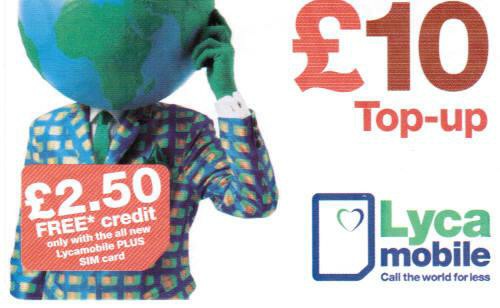 £10
Top-up
£2.50
FREE* credit
only with the all new
Lycamobile PLUS
SIM card
Lyca
mobile
Call the world for less